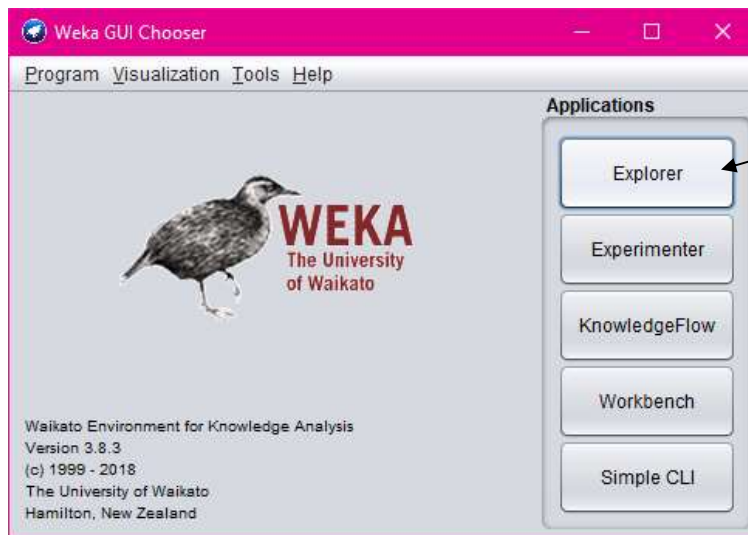 Weka GUI Chooser
Program Visualization Tools Help
Applications
Explorer
Experimenter
KnowledgeFlow
Workbench
Simple CLI
WEKA
The University
of Waikato
Waikato Environment for Knowledge Analysis
Version 3.8.3
(c) 1999 - 2018
The University of Waikato
Hamilton, New Zealand